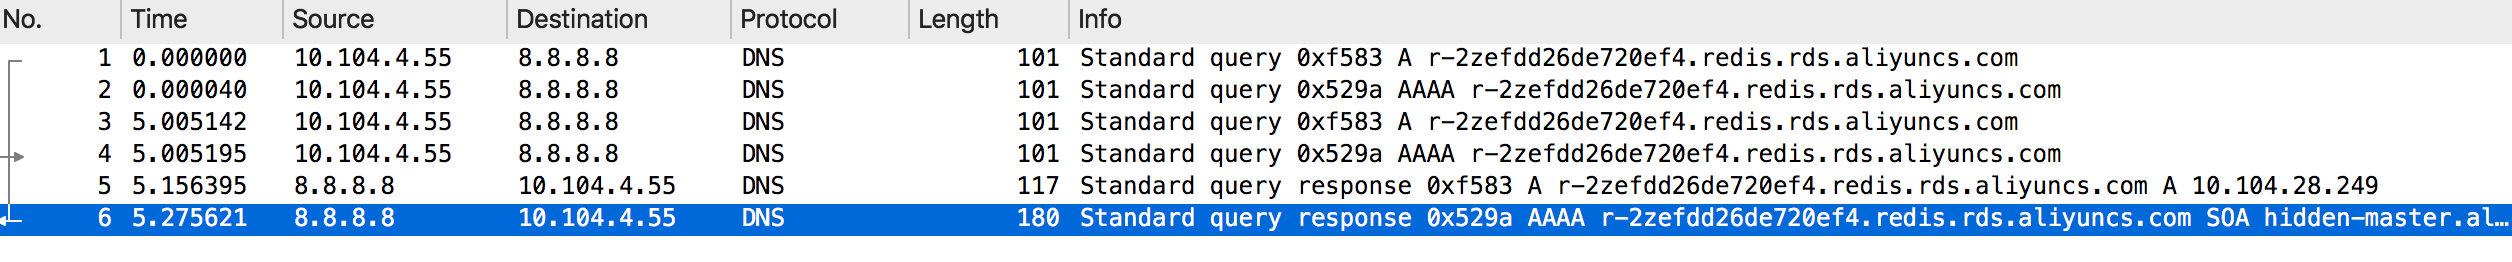 No. Time Source Destination Protocol Length Info
1 0.000000 10.104.4.55 8.8.8.8 DNS 101 Standard query 0xf583 A r-2zefdd26de720ef4.redis.rds.aliyuncs.com
2 0.000040 10.104.4.55 8.8.8.8 DNS 101 Standard query 0x529a AAAA r-2zefdd26de720ef4.redis.rds.aliyuncs.com
3 5.005142 10.104.4.55 8.8.8.8 DNS 101 Standard query 0xf583 A r-2zefdd26de720ef4.redis.rds.aliyuncs.com
4 5.005195 10.104.4.55 8.8.8.8 DNS 101 Standard query 0x529a AAAA r-2zefdd26de720ef4.redis.rds.aliyuncs.com
5 5.156395 8.8.8.8 10.104.4.55 DNS 117 Standard query response 0xf583 A r-2zefdd26de720ef4.redis.rds.aliyuncs.com A 10.104.28.249
6 5.275621 8.8.8.8 10.104.4.55 DNS 180 Standard query response 0x529a AAAA r-2zefdd26de720ef4.redis.rds.aliyuncs.com SOA hidden-master.al…